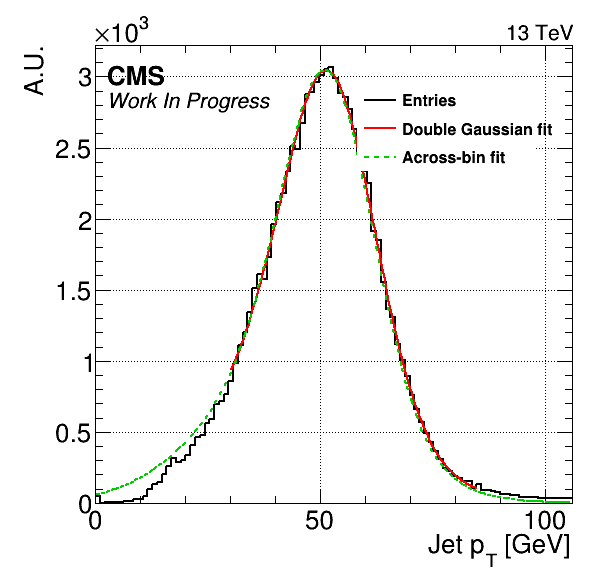 ×10³
13 TeV
A.U.
CMS
Work In Progress
Entries
Double Gaussian fit
Across-bin fit
3
2.5
2
1.5
1
0.5
0
0
50
100
Jet p_T [GeV]